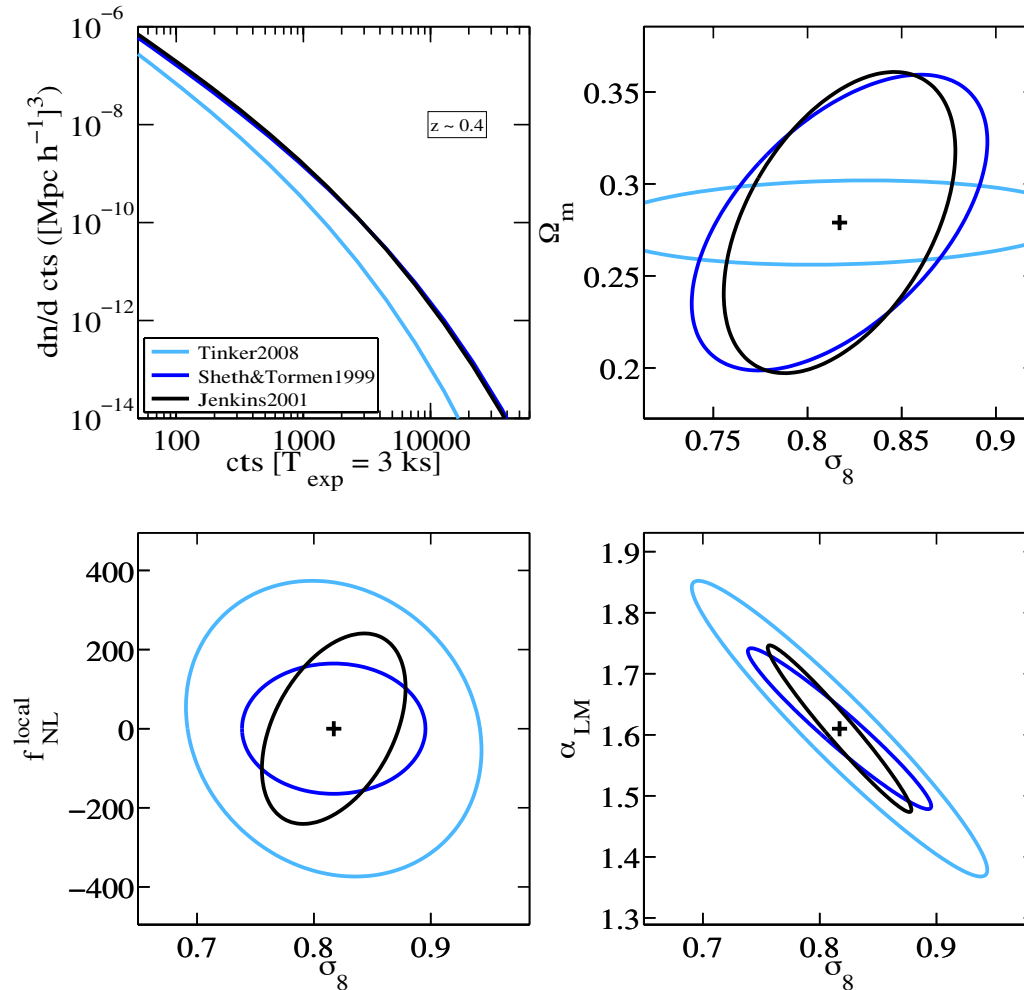 10^−6
10^−8
10^−10
10^−12
10^−14
dn/d cts ([Mpc h^−1]^3
z ~ 0.4
Tinker2008
Sheth&Tormen1999
Jenkins2001
100 1000 10000
cts [T_exp = 3 ks]
0.35
0.3
0.25
0.2
Ω_m
0.75 0.8 0.85 0.9
σ_8
400
200
0
−200
−400
f_NL^local
0.7 0.8 0.9
σ_8
1.9
1.8
1.7
1.6
1.5
1.4
1.3
α_LM
0.7 0.8 0.9
σ_8